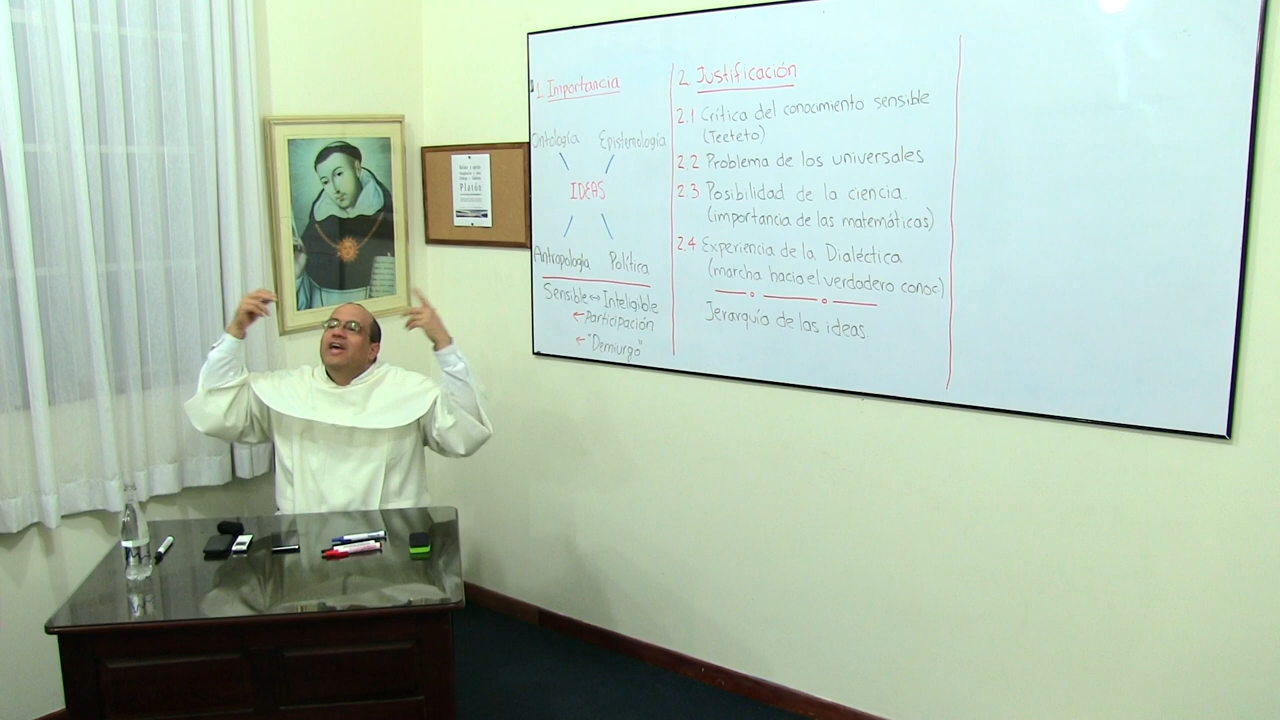 1. Importancia
Ontología Epistemología
IDEAS
Antropología Política
Sensible ↔ Inteligible
← Participación
← "Demiurgo"
2. Justificación
2.1 Crítica del conocimiento sensible
(Teeteto)
2.2 Problema de los universales
2.3 Posibilidad de la ciencia.
(importancia de las matemáticas)
2.4 Experiencia de la Dialéctica
(marcha hacia el verdadero conoc)
Jerarquía de las ideas.
Platón